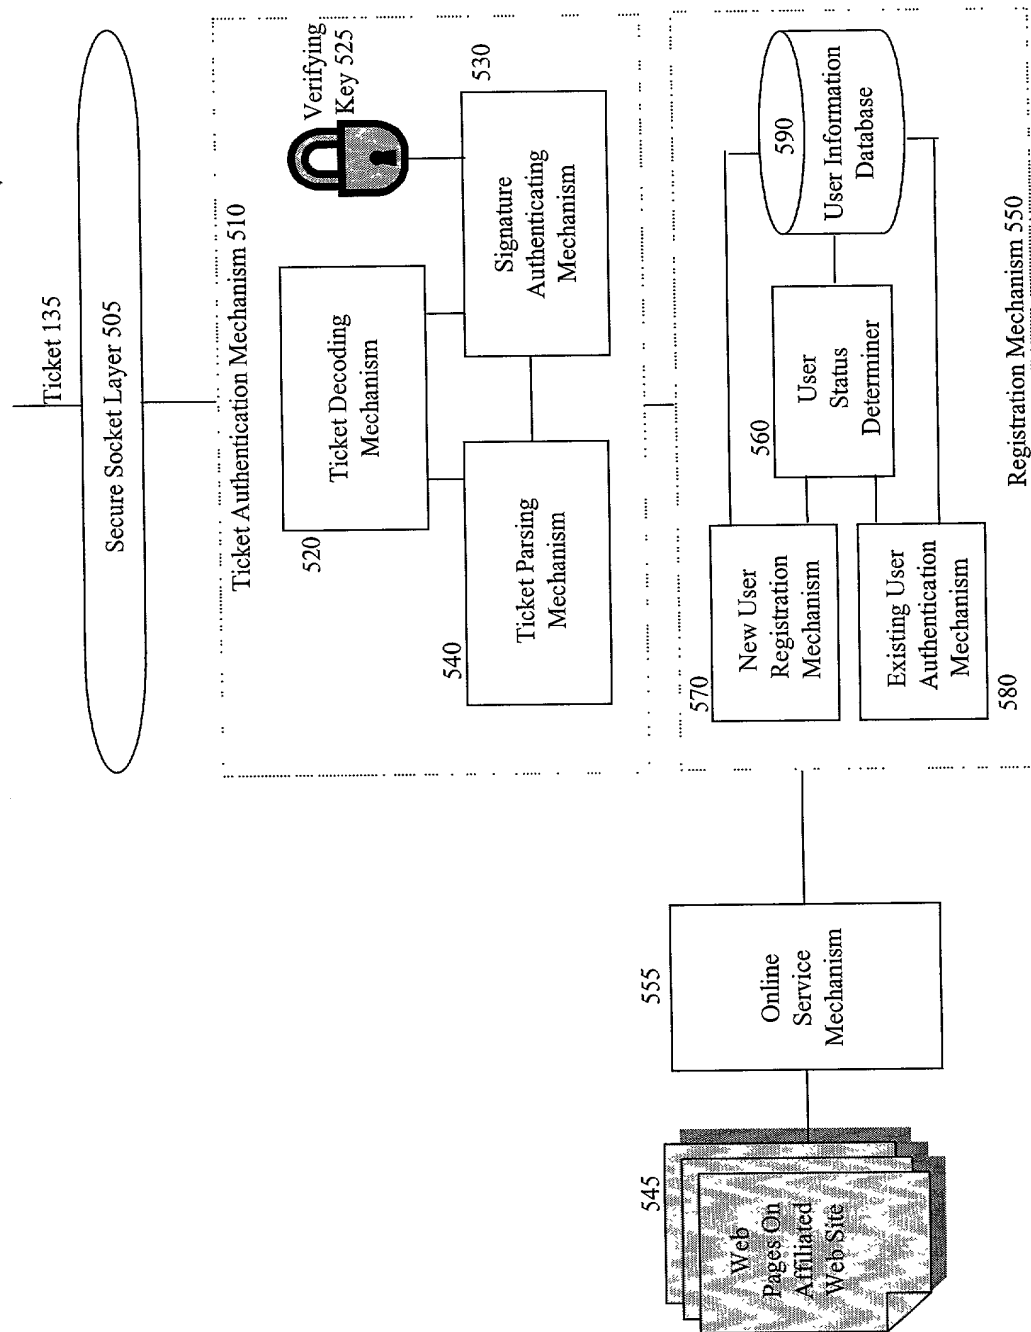 Ticket 135
Secure Socket Layer 505
Ticket Authentication Mechanism 510
520
Ticket Decoding
Mechanism
Verifying
Key 525
540
Ticket Parsing
Mechanism
Signature
Authenticating
Mechanism
530
570
New User
Registration
Mechanism
Existing User
Authentication
Mechanism
580
560
User
Status
Determiner
590
User Information
Database
Registration Mechanism 550
555
Online
Service
Mechanism
545
Web
Pages On
Affiliated
Web Site